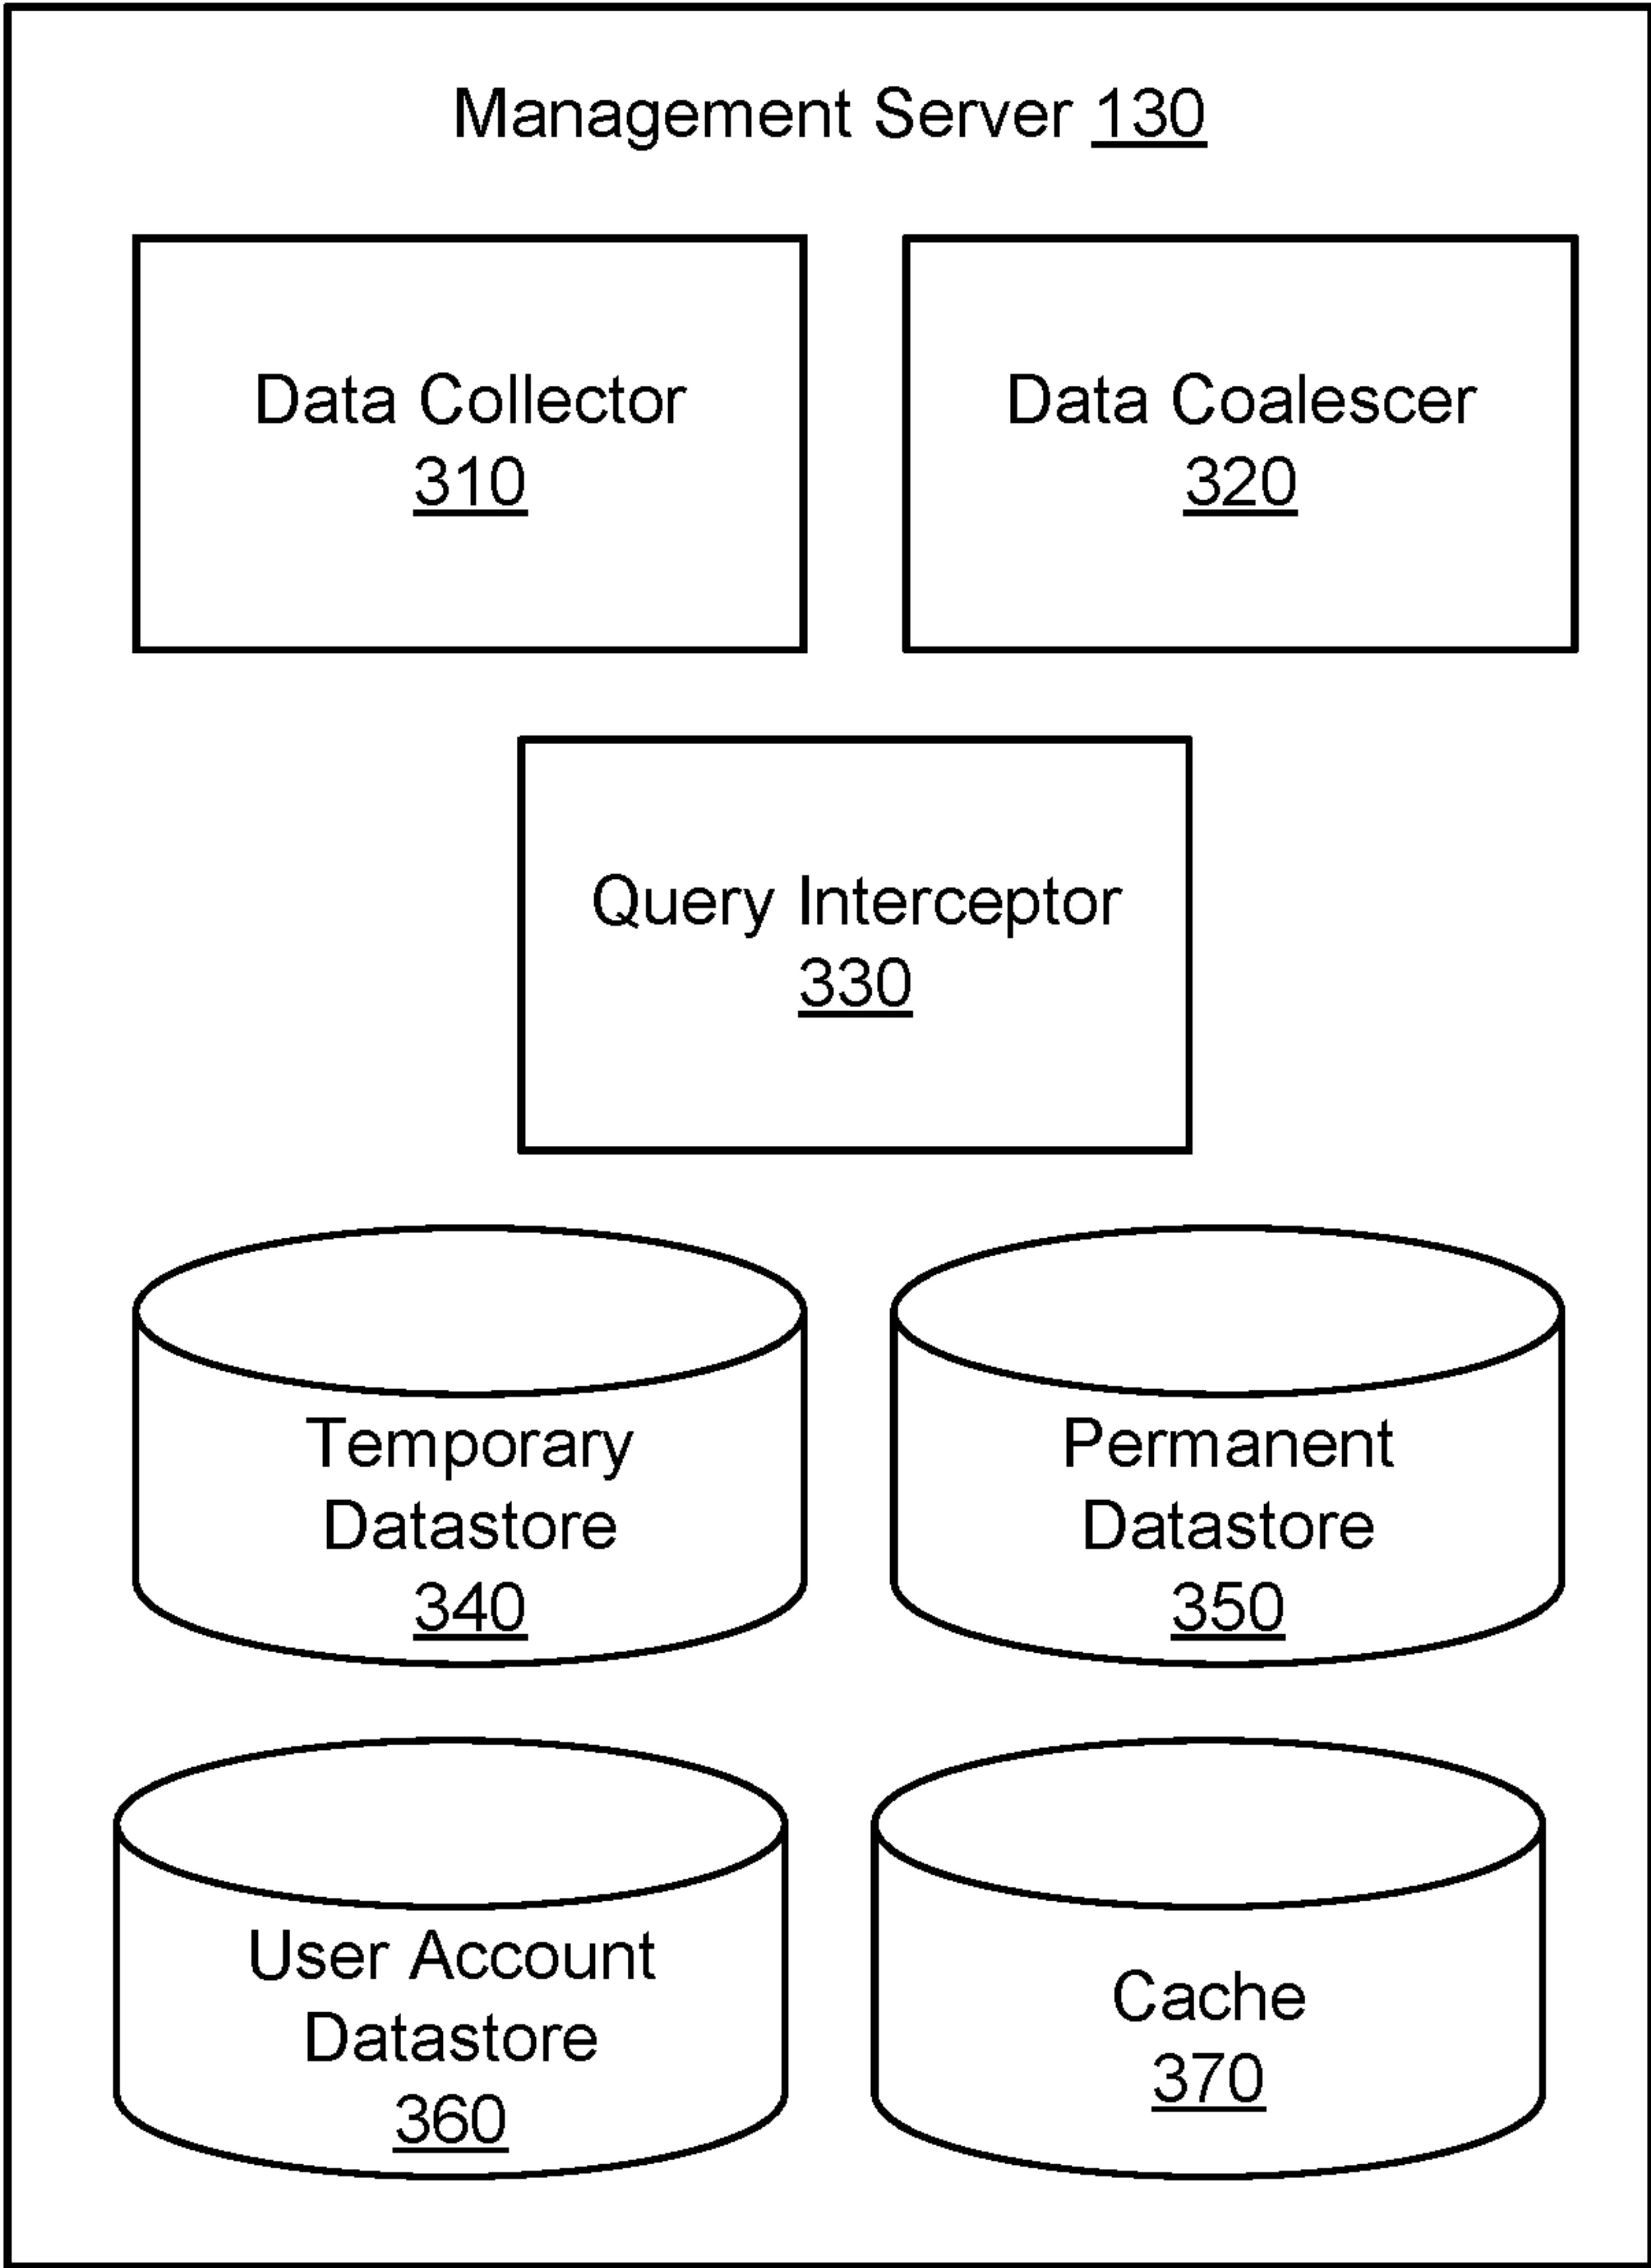 Management Server 130
Data Collector
310
Data Coalescer
320
Query Interceptor
330
Temporary
Datastore
340
Permanent
Datastore
350
User Account
Datastore
360
Cache
370